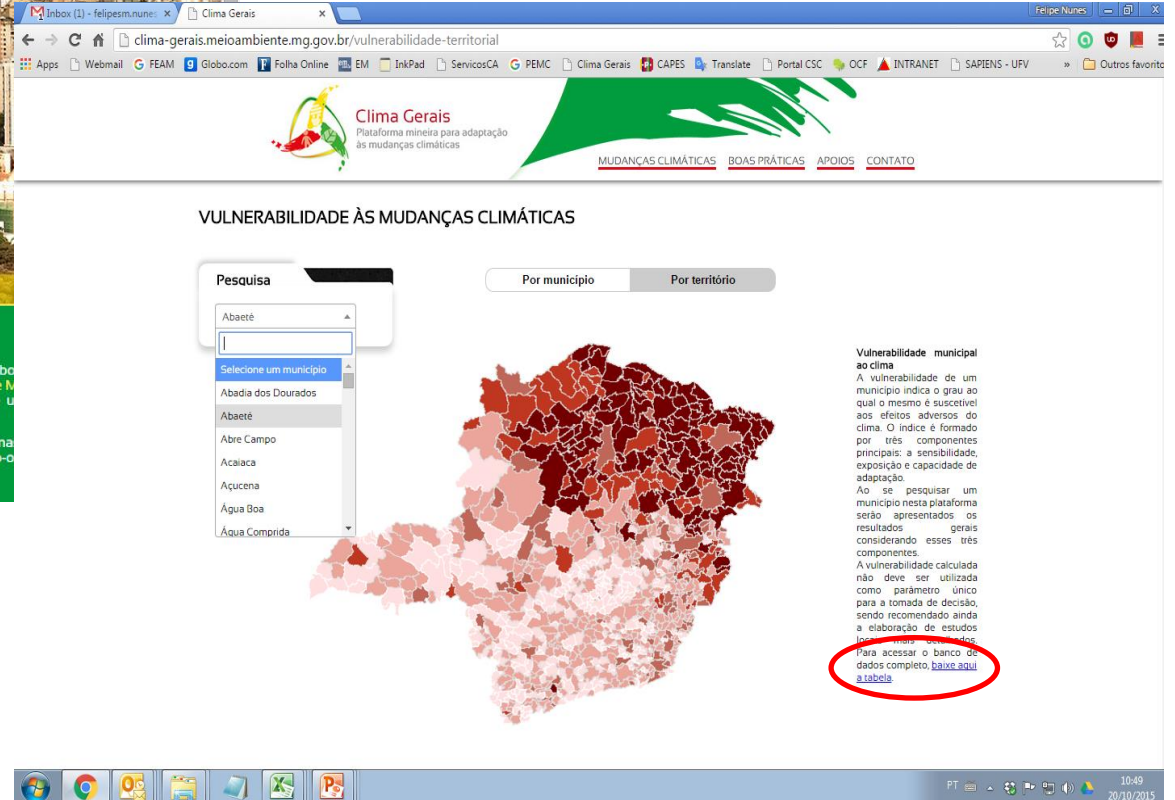 Inbox (1) - felipesm.nunes
Clima Gerais
Felipe Nunes
clima-gerais.meioambiente.mg.gov.br/vulnerabilidade-territorial
Apps Webmail G FEAM Globo.com Folha Online EM InkPad ServicosCA PEMC Clima Gerais CAPES Translate Portal CSC OCF INTRANET SAPIENS - UFV » Outros favorito
Clima Gerais
Plataforma mineira para adaptação
às mudanças climáticas
MUDANÇAS CLIMÁTICAS BOAS PRÁTICAS APOIOS CONTATO
VULNERABILIDADE ÀS MUDANÇAS CLIMÁTICAS
Pesquisa
Por município Por território
Abaeté
Selecione um município
Abadia dos Dourados
Abaeté
Abre Campo
Acaiaca
Açucena
Água Boa
Água Comprida
Vulnerabilidade municipal
ao clima
A vulnerabilidade de um
município indica o grau ao
qual o mesmo é suscetível
aos efeitos adversos do
clima. O índice é formado
por três componentes
principais: a sensibilidade,
exposição e capacidade de
adaptação.
Ao se pesquisar um
município nesta plataforma
serão apresentados os
resultados gerais
considerando esses três
componentes.
A vulnerabilidade calculada
não deve ser utilizada
como parâmetro único
para a tomada de decisão,
sendo recomendado ainda
a elaboração de estudos
locais mais detalhados.
Para acessar o banco de
dados completo, baixe aqui
a tabela.
PT
10:49
20/10/2015